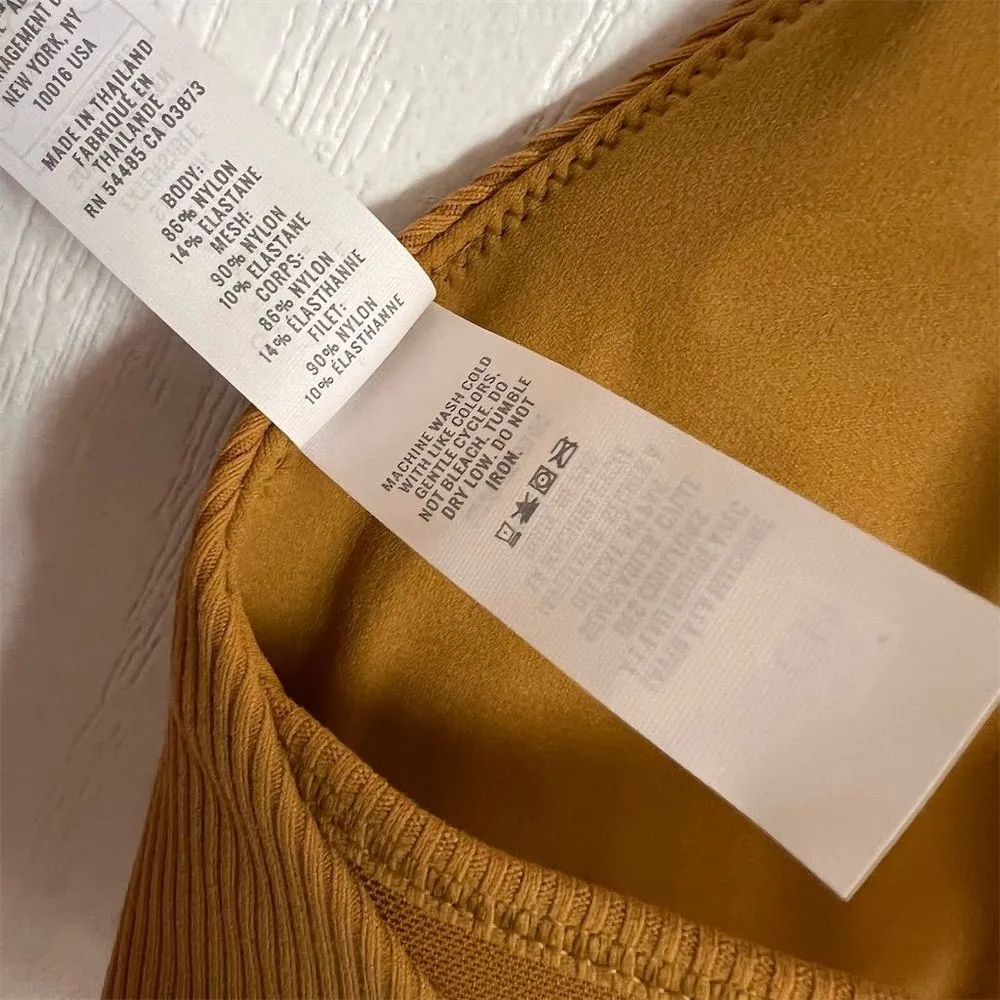 NEW YORK, NY
10016 USA
MADE IN THAILAND
FABRIQUÉ EN
THAÏLANDE
RN 54485 CA 03873
BODY:
86% NYLON
14% ELASTANE
MESH:
90% NYLON
10% ELASTANE
CORPS:
86% NYLON
14% ÉLASTHANNE
FILET:
90% NYLON
10% ÉLASTHANNE
MACHINE WASH COLD
WITH LIKE COLORS,
GENTLE CYCLE. DO
NOT BLEACH. TUMBLE
DRY LOW. DO NOT
IRON.